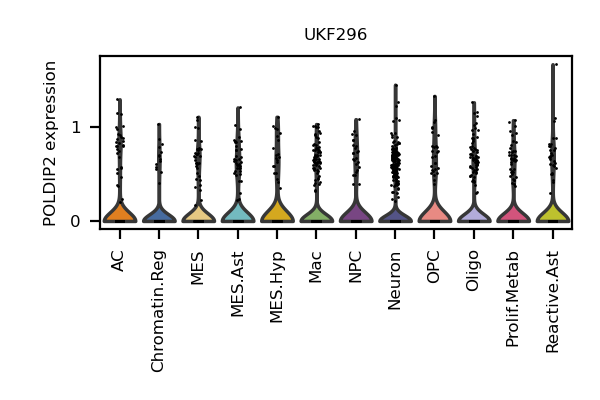 UKF296
POLDIP2 expression
1
0
AC
Chromatin.Reg
MES
MES.Ast
MES.Hyp
Mac
NPC
Neuron
OPC
Oligo
Prolif.Metab
Reactive.Ast